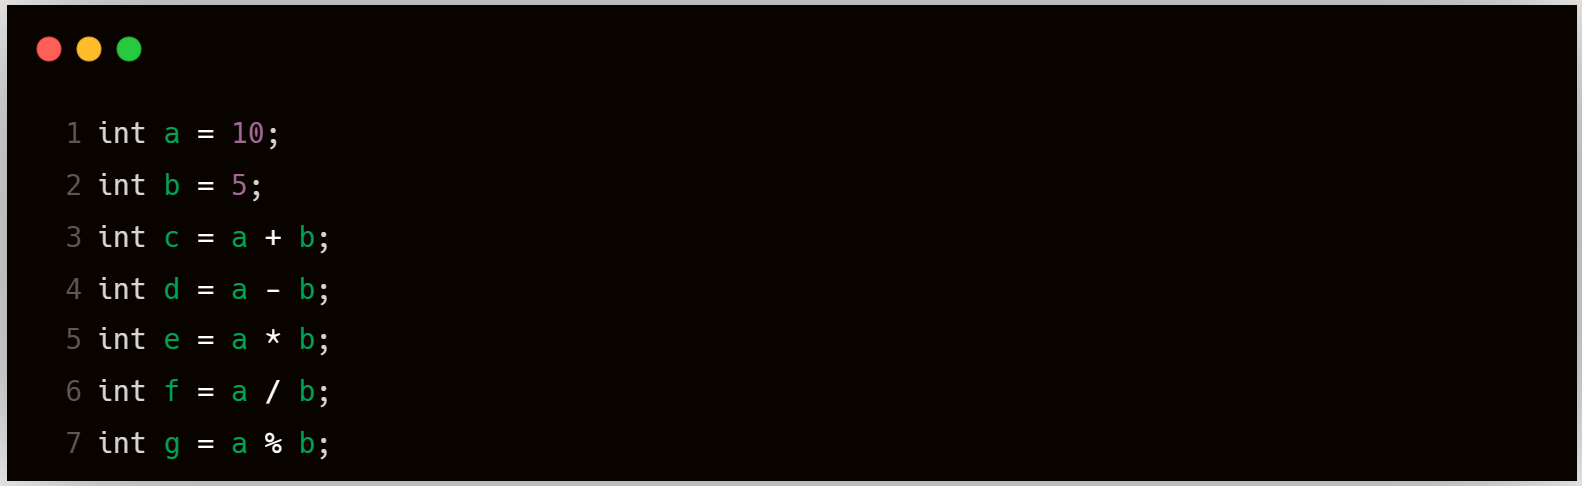 1 int a = 10;
2 int b = 5;
3 int c = a + b;
4 int d = a - b;
5 int e = a * b;
6 int f = a / b;
7 int g = a % b;